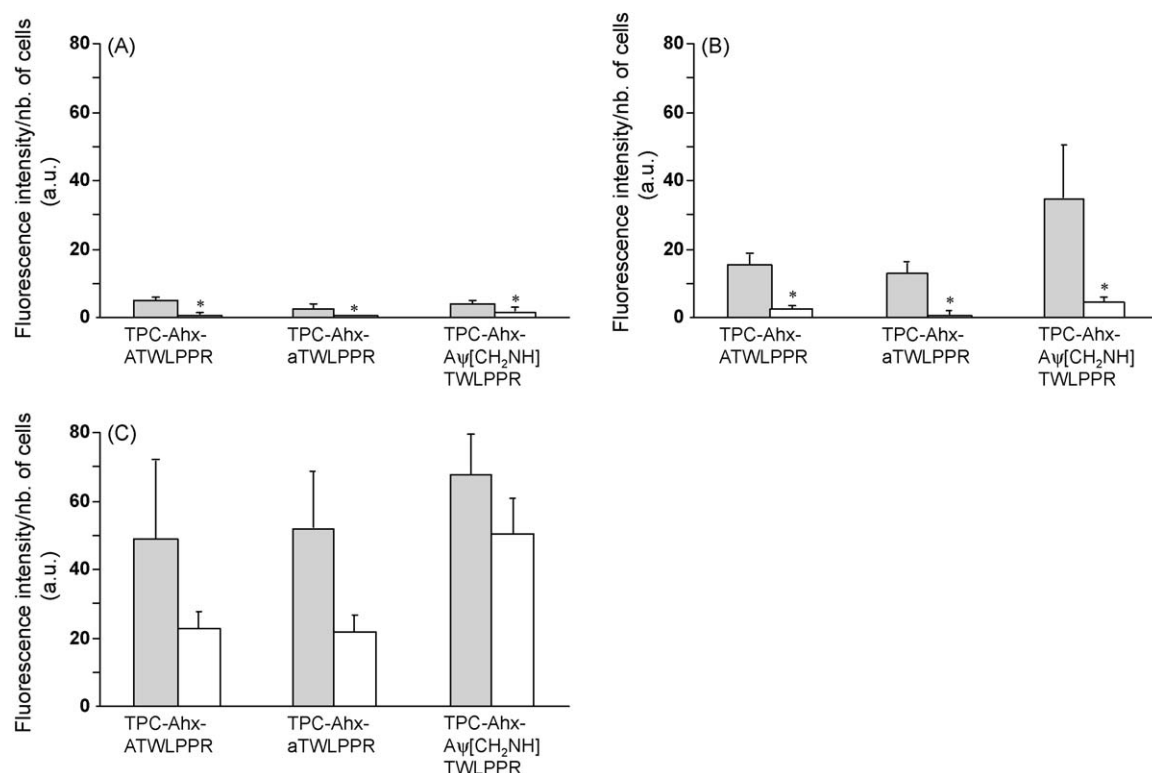 Fluorescence intensity/nb. of cells
(a.u.)
80
60
40
20
0
(A)
*
*
*
TPC-Ahx-
ATWLPPR
TPC-Ahx-
aTWLPPR
TPC-Ahx-
Aψ[CH₂NH]
TWLPPR
Fluorescence intensity/nb. of cells
(a.u.)
80
60
40
20
0
(B)
*
*
*
TPC-Ahx-
ATWLPPR
TPC-Ahx-
aTWLPPR
TPC-Ahx-
Aψ[CH₂NH]
TWLPPR
Fluorescence intensity/nb. of cells
(a.u.)
80
60
40
20
0
(C)
TPC-Ahx-
ATWLPPR
TPC-Ahx-
aTWLPPR
TPC-Ahx-
Aψ[CH₂NH]
TWLPPR